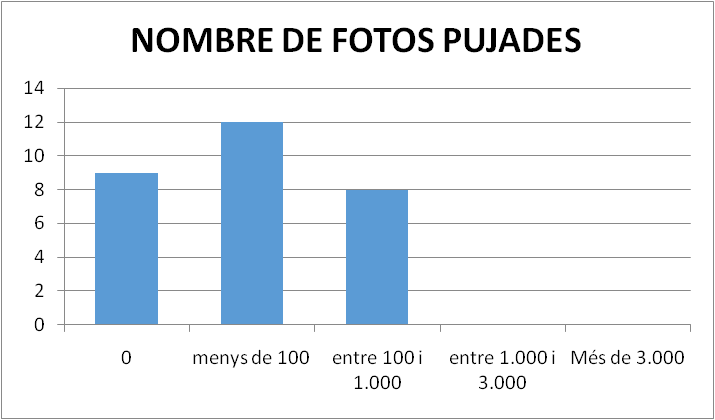 NOMBRE DE FOTOS PUJADES
14
12
10
8
6
4
2
0
0
menys de 100
entre 100 i
1.000
entre 1.000 i
3.000
Més de 3.000